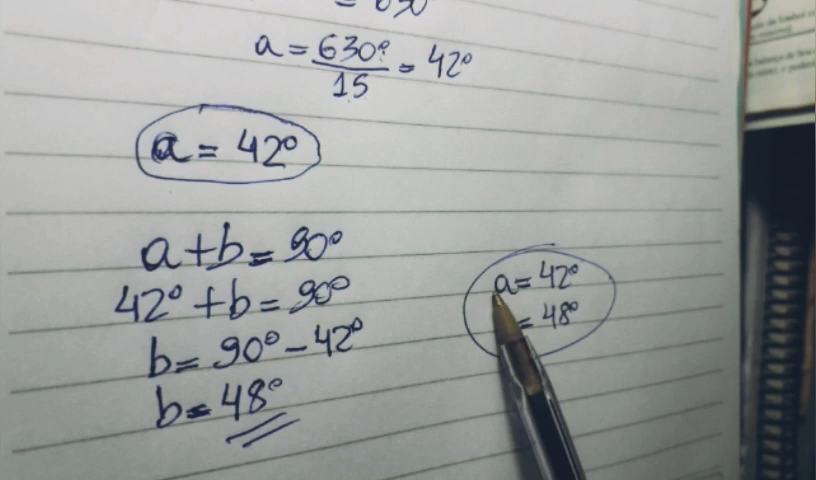 a = 630° / 15 = 42°
a = 42°
a + b = 90°
42° + b = 90°
b = 90° - 42°
b = 48°
a = 42°
= 48°